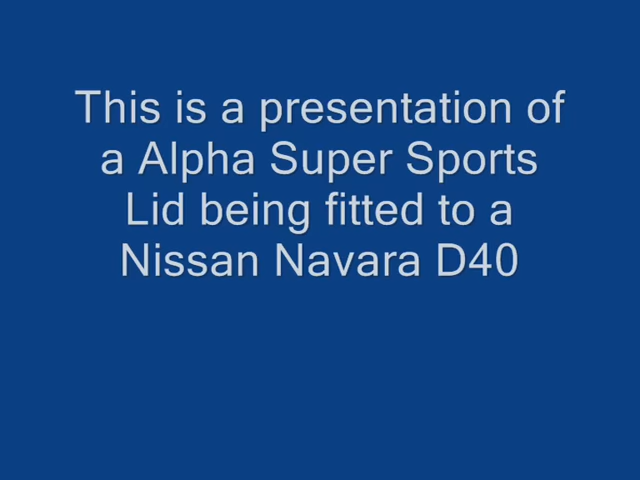 This is a presentation of
a Alpha Super Sports
Lid being fitted to a
Nissan Navara D40